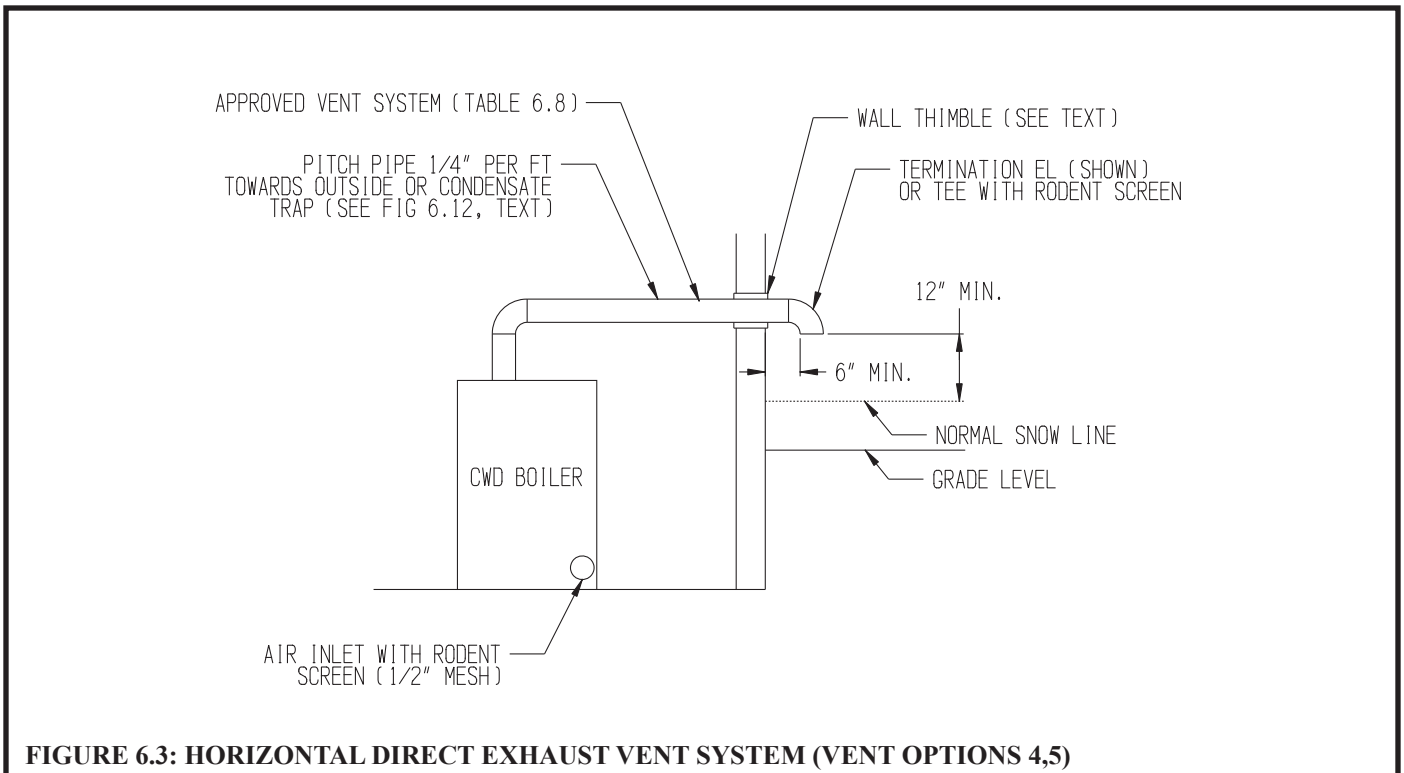 APPROVED VENT SYSTEM (TABLE 6.8)
WALL THIMBLE (SEE TEXT)
PITCH PIPE 1/4" PER FT
TOWARDS OUTSIDE OR CONDENSATE
TRAP (SEE FIG 6.12, TEXT)
TERMINATION EL (SHOWN)
OR TEE WITH RODENT SCREEN
12" MIN.
6" MIN.
NORMAL SNOW LINE
CWD BOILER
GRADE LEVEL
AIR INLET WITH RODENT
SCREEN (1/2" MESH)
FIGURE 6.3: HORIZONTAL DIRECT EXHAUST VENT SYSTEM (VENT OPTIONS 4,5)